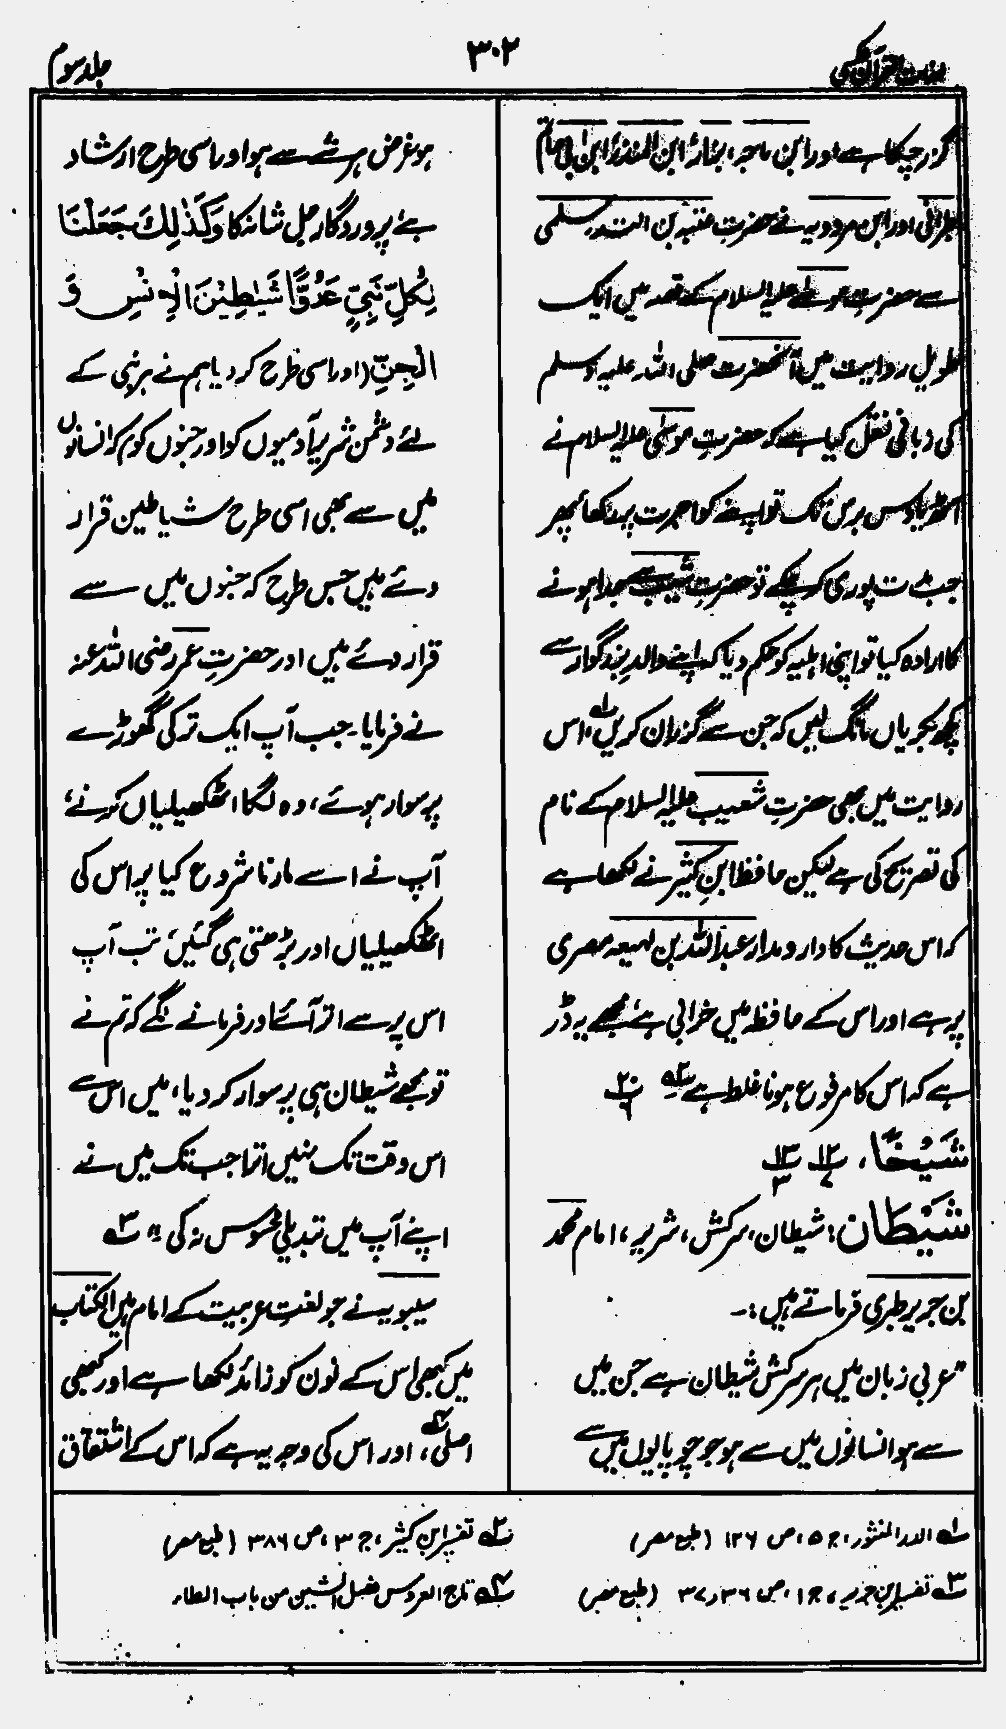 لغات القرآن
۳۰۲
جلد سوم
گزر چکا ہے اور ابن ماجہ، بزار، ابن المنذر، ابن ابی حاتم
طبرانی اور ابن مردویہ نے حضرت عتبہ بن الندر سلمی
سے حضرت موسٰی علیہ السلام کے قصہ میں ایک
طویل روایت میں آنحضرت صلی اللہ علیہ وسلم
کی زبانی نقل کیا ہے کہ حضرت موسٰی علیہ السلام نے
آٹھ یا دس برس تک تو اپنے کو اجرت پر رکھا پھر
جب مدت پوری کر چکے تو حضرتِ شعیب سے جدا ہونے
کا ارادہ کیا تو اپنی اہلیہ کو حکم دیا کہ اپنے والد بزرگوار سے
کچھ بکریاں مانگ لیں کہ جن سے گزران کریں ۱ اس
روایت میں بھی حضرتِ شعیب علیہ السلام کے نام
کی تصریح کی ہے لیکن حافظ ابنِ کثیر نے لکھا ہے
کہ اس حدیث کا دار و مدار عبداللہ بن لہیعہ مصری
پر ہے اور اس کے حافظہ میں خرابی ہے، مجھے یہ ڈر
ہے کہ اس کا مرفوع ہونا غلط ہے ۲ ۲۰/۹
شَيْخًا، ۱۲/۷ ۱۳/۳
شَيْطَان: شیطان، سرکش، شریر، امام محمد
بن جریر طبری فرماتے ہیں:۔
”عربی زبان میں ہر سرکش شیطان ہے جن میں
سے ہو انسانوں میں سے ہو جو چوپایوں میں سے
ہو غرض ہر شے سے ہو اور اسی طرح ارشاد
ہے پروردگار جل شانہ کا وَكَذٰلِكَ جَعَلْنَا
لِكُلِّ نَبِيٍّ عَدُوًّا شَيٰطِيْنَ الْاِنْسِ وَ
الْجِنِّ (اور اسی طرح کر دیا ہم نے ہر نبی کے
لئے دشمن شریر آدمیوں کو اور جنوں کو) کہ انسانوں
میں سے بھی اسی طرح شیاطین قرار
دئے ہیں جس طرح کہ جنوں میں سے
قرار دئے ہیں اور حضرتِ عمر رضی اللہ عنہ
نے فرمایا۔ جب آپ ایک ترکی گھوڑے
پر سوار ہوئے، وہ لگا اٹھکھیلیاں کرنے،
آپ نے اسے مارنا شروع کیا پر اس کی
اٹھکھیلیاں اور بڑھتی ہی گئیں، تب آپ
اس پر سے اتر آئے اور فرمانے لگے کہ تم نے
تو مجھے شیطان ہی پر سوار کر دیا، میں اس سے
اس وقت تک نہیں اترا جب تک میں نے
اپنے آپ میں تبدیلی محسوس نہ کی“ ۳
سیبویہ نے جو لغتِ عربیت کے امام ہیں الکتاب
میں کبھی اس کے نون کو زائد لکھا ہے اور کبھی
اصلی ۴، اور اس کی وجہ یہ ہے کہ اس کے اشتقاق
۱ الدر المنثور، ج ۵، ص ۱۲۶ (طبع مصر)
۲ تفسیر ابن کثیر، ج ۳، ص ۳۸۶ (طبع مصر)
۳ تفسیر ابن جریر، ج ۱، ص ۳۶ و ۳۷ (طبع مصر)
۴ تاج العروس فصل الشین من باب الطاء